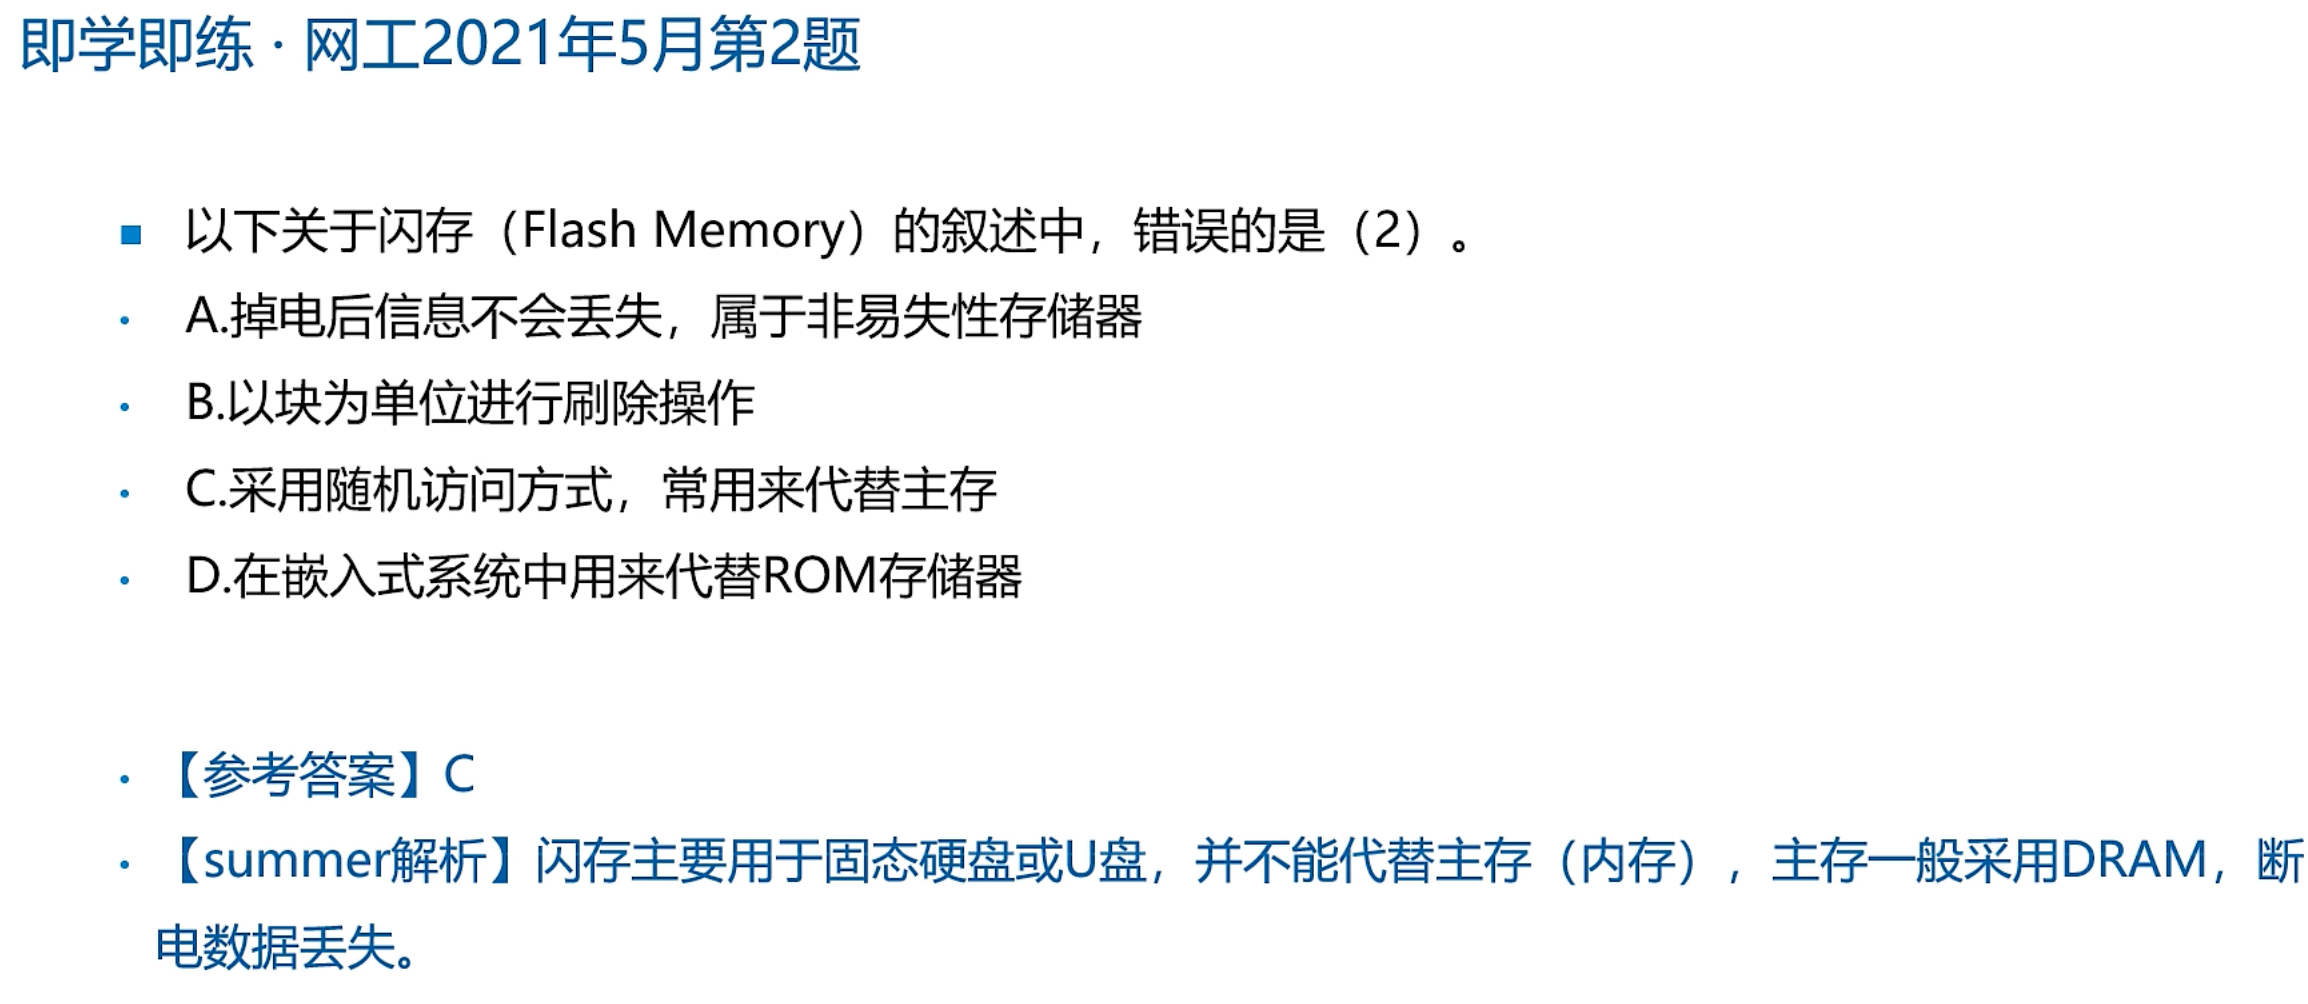 即学即练 · 网工2021年5月第2题
■ 以下关于闪存（Flash Memory）的叙述中，错误的是（2）。
• A.掉电后信息不会丢失，属于非易失性存储器
• B.以块为单位进行刷除操作
• C.采用随机访问方式，常用来代替主存
• D.在嵌入式系统中用来代替ROM存储器
• 【参考答案】C
• 【summer解析】闪存主要用于固态硬盘或U盘，并不能代替主存（内存），主存一般采用DRAM，断
电数据丢失。